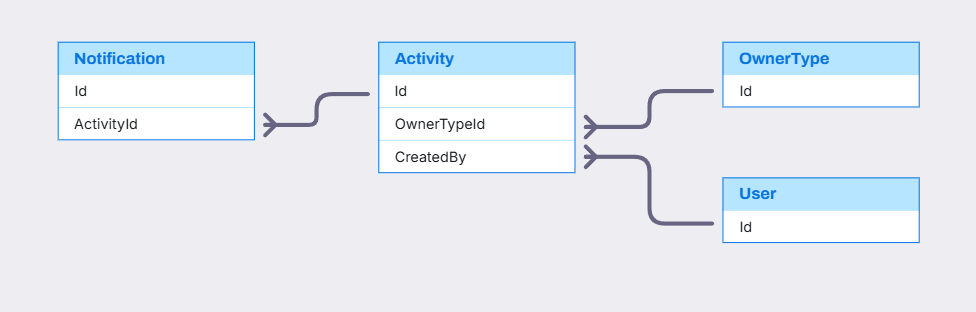 Notification
Id
ActivityId
Activity
Id
OwnerTypeId
CreatedBy
OwnerType
Id
User
Id